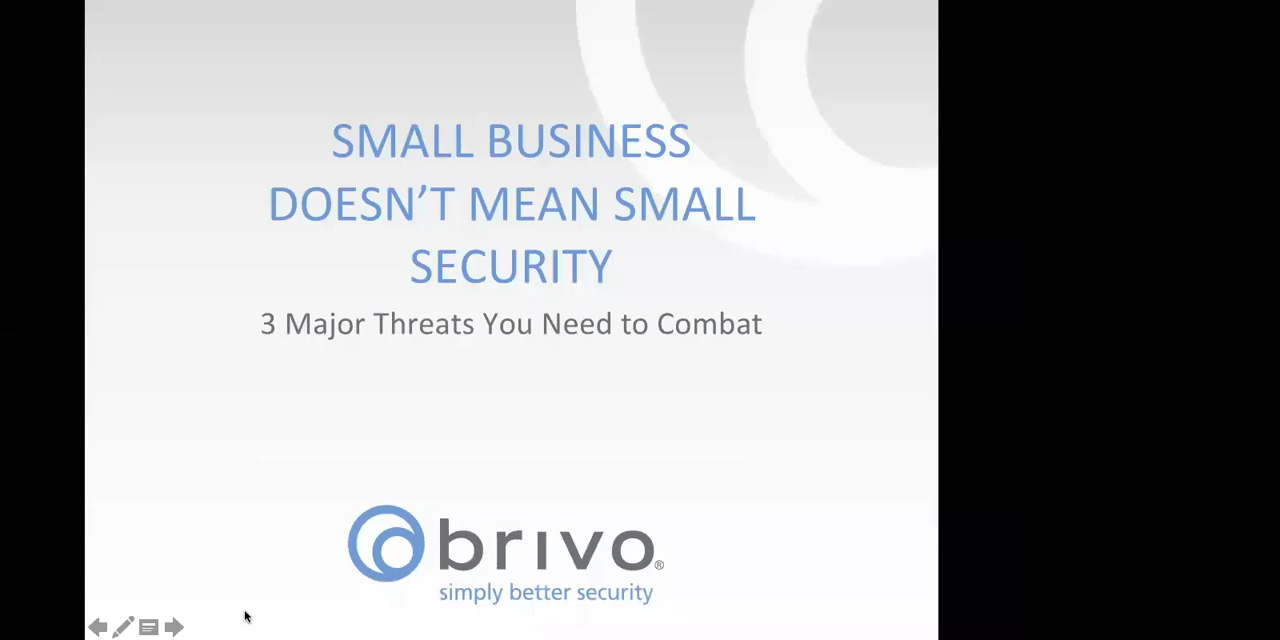 SMALL BUSINESS
DOESN’T MEAN SMALL
SECURITY
3 Major Threats You Need to Combat
brivo®
simply better security